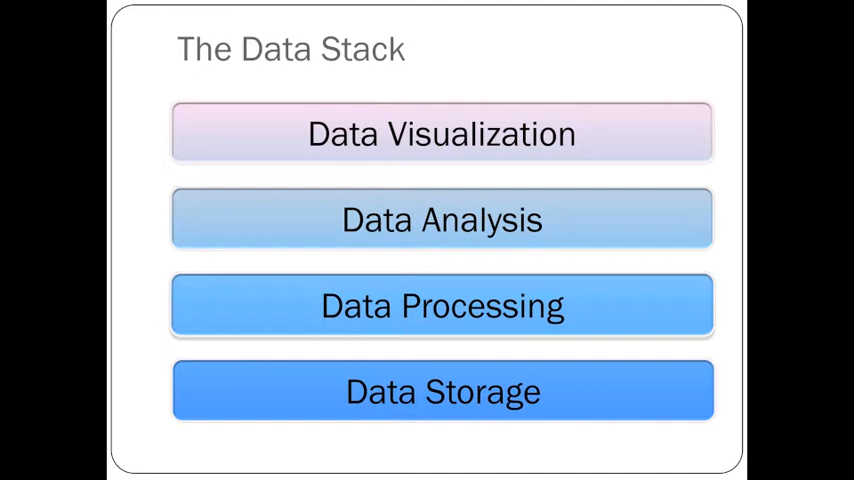 The Data Stack
Data Visualization
Data Analysis
Data Processing
Data Storage